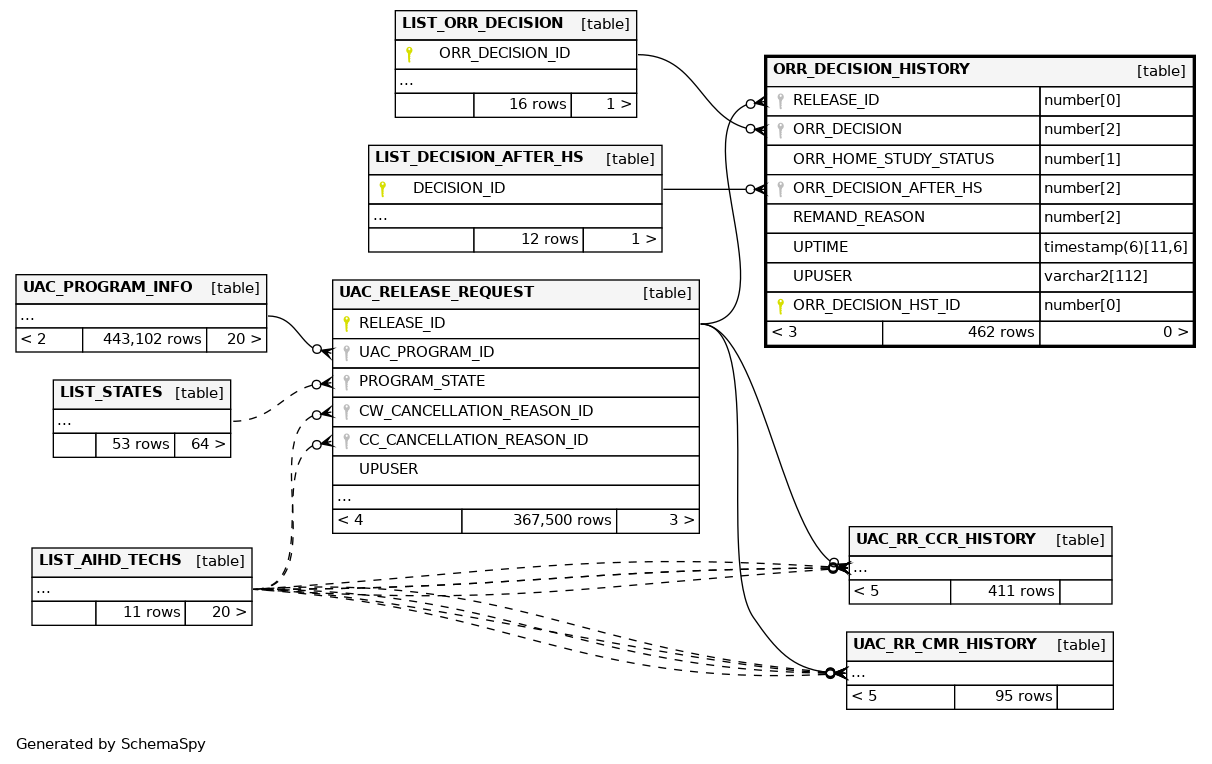 LIST_ORR_DECISION [table]
ORR_DECISION_ID
...
16 rows 1 >
ORR_DECISION_HISTORY [table]
RELEASE_ID number[0]
ORR_DECISION number[2]
ORR_HOME_STUDY_STATUS number[1]
ORR_DECISION_AFTER_HS number[2]
REMAND_REASON number[2]
UPTIME timestamp(6)[11,6]
UPUSER varchar2[112]
ORR_DECISION_HST_ID number[0]
< 3 462 rows 0 >
LIST_DECISION_AFTER_HS [table]
DECISION_ID
...
12 rows 1 >
UAC_PROGRAM_INFO [table]
...
< 2 443,102 rows 20 >
UAC_RELEASE_REQUEST [table]
RELEASE_ID
UAC_PROGRAM_ID
PROGRAM_STATE
CW_CANCELLATION_REASON_ID
CC_CANCELLATION_REASON_ID
UPUSER
...
< 4 367,500 rows 3 >
LIST_STATES [table]
...
53 rows 64 >
LIST_AIHD_TECHS [table]
...
11 rows 20 >
UAC_RR_CCR_HISTORY [table]
...
< 5 411 rows
UAC_RR_CMR_HISTORY [table]
...
< 5 95 rows
Generated by SchemaSpy